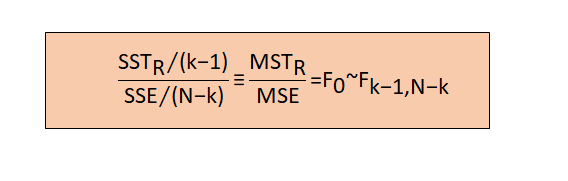 SST_R/(k−1) / SSE/(N−k) ≡ MST_R / MSE =F_0~F_{k−1,N−k}